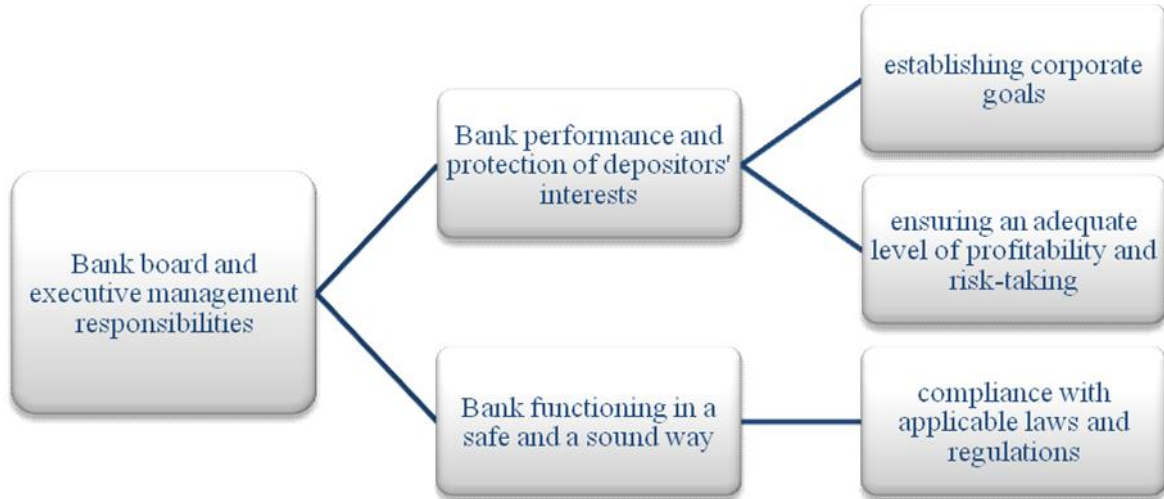 Bank board and
executive management
responsibilities
Bank performance and
protection of depositors'
interests
establishing corporate
goals
ensuring an adequate
level of profitability and
risk-taking
Bank functioning in a
safe and a sound way
compliance with
applicable laws and
regulations